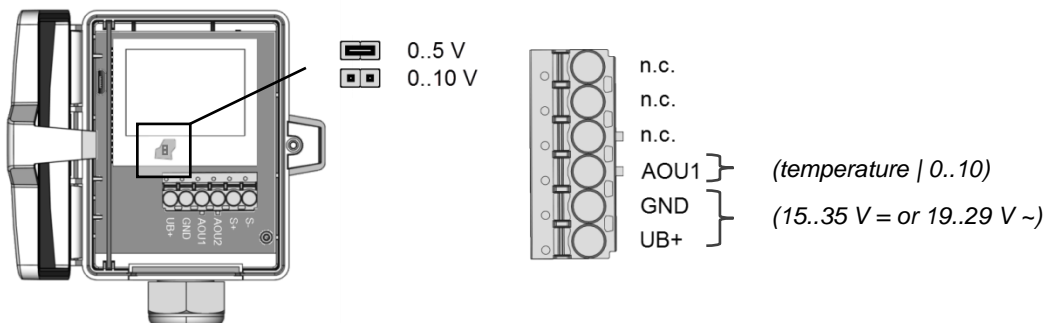 0..5 V
0..10 V
UB+
GND
AOU1
AOU2
S+
S-
n.c.
n.c.
n.c.
AOU1
(temperature | 0..10)
GND
(15..35 V = or 19..29 V ~)
UB+